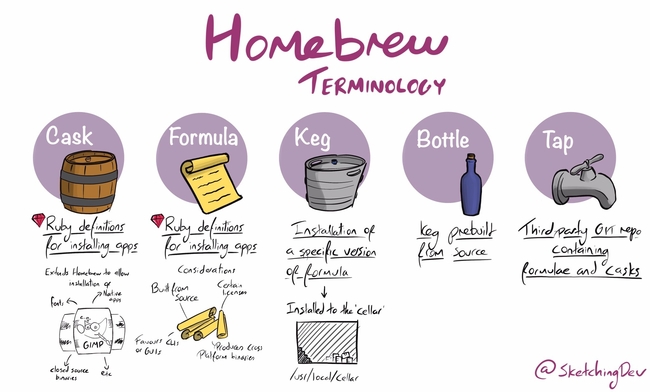 Homebrew
Terminology
Cask
Ruby definitions
for installing apps
Extends Homebrew to allow
installation of
Native
apps
Fonts
GIMP
closed source
binaries
etc
Formula
Ruby definitions
for installing apps
Considerations
Built from
source
Certain
licenses
Favours CLIs
or GUIs
Produces Cross
Platform binaries
Keg
Installation of
a specific version
of formula
Installed to the 'cellar'
/usr/local/cellar
Bottle
Keg prebuilt
from source
Tap
Third party Git repo
containing
formulae and casks
@SketchingDev